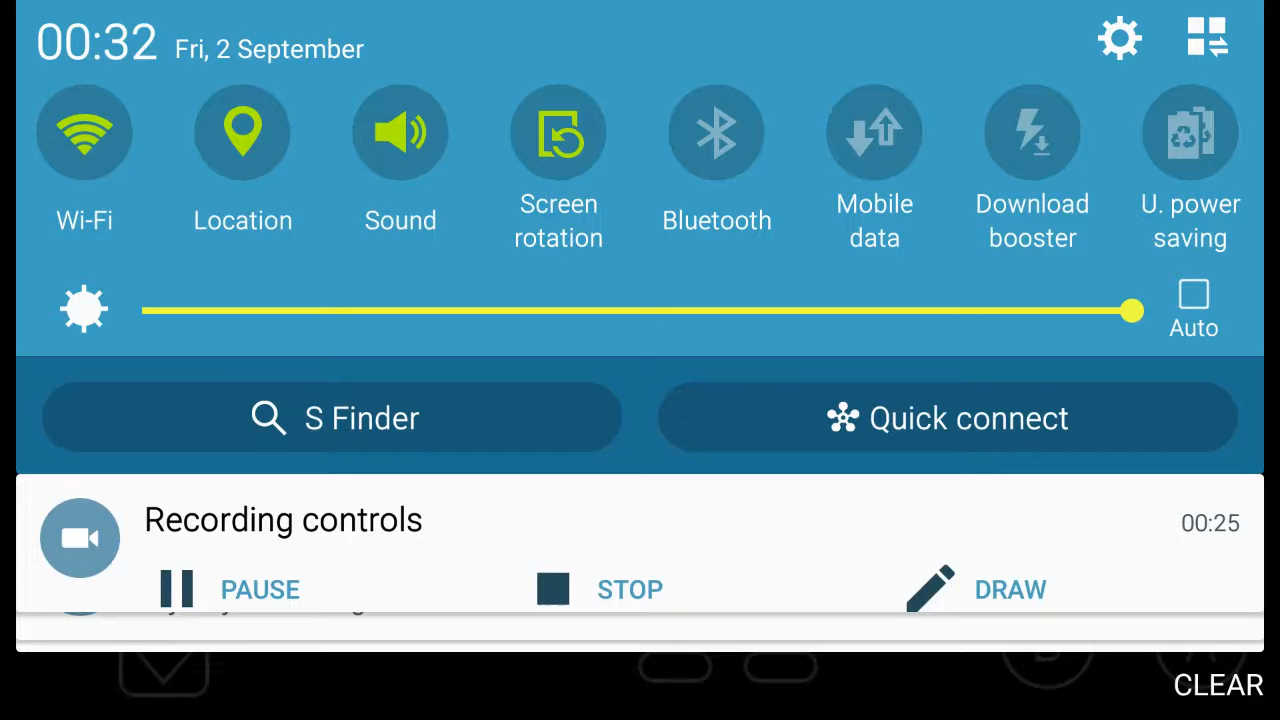 00:32 Fri, 2 September
Wi-Fi
Location
Sound
Screen
rotation
Bluetooth
Mobile
data
Download
booster
U. power
saving
Auto
S Finder
Quick connect
Recording controls
00:25
PAUSE
STOP
DRAW
CLEAR